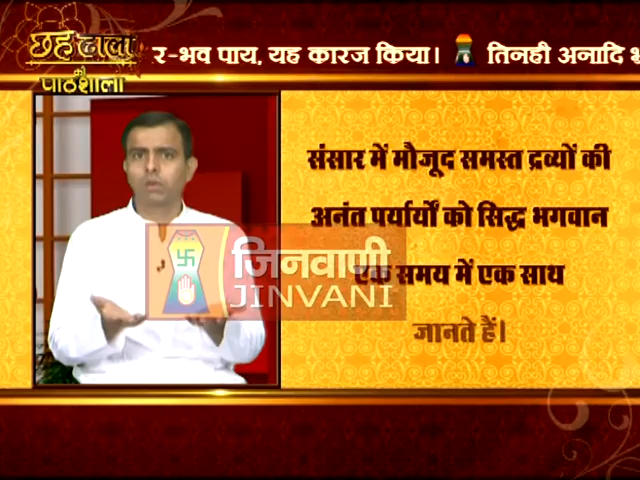 छहढाला
की
पाठशाला
र-भव पाय, यह कारज किया। तिनही अनादि भ
संसार में मौजूद समस्त द्रव्यों की
अनंत पर्यायों को सिद्ध भगवान
एक समय में एक साथ
जानते हैं।
जिनवाणी
JINVANI